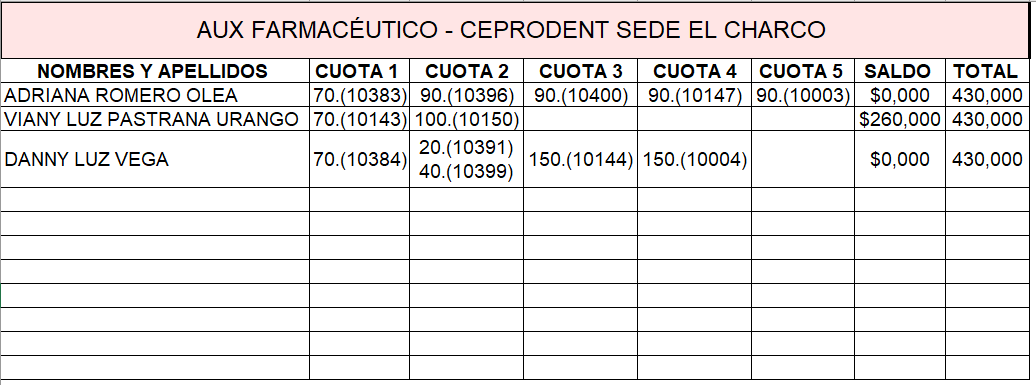 AUX FARMACÉUTICO - CEPRODENT SEDE EL CHARCO
NOMBRES Y APELLIDOS CUOTA 1 CUOTA 2 CUOTA 3 CUOTA 4 CUOTA 5 SALDO TOTAL
ADRIANA ROMERO OLEA 70.(10383) 90.(10396) 90.(10400) 90.(10147) 90.(10003) $0,000 430,000
VIANY LUZ PASTRANA URANGO 70.(10143) 100.(10150) $260,000 430,000
DANNY LUZ VEGA 70.(10384) 20.(10391) 40.(10399) 150.(10144) 150.(10004) $0,000 430,000